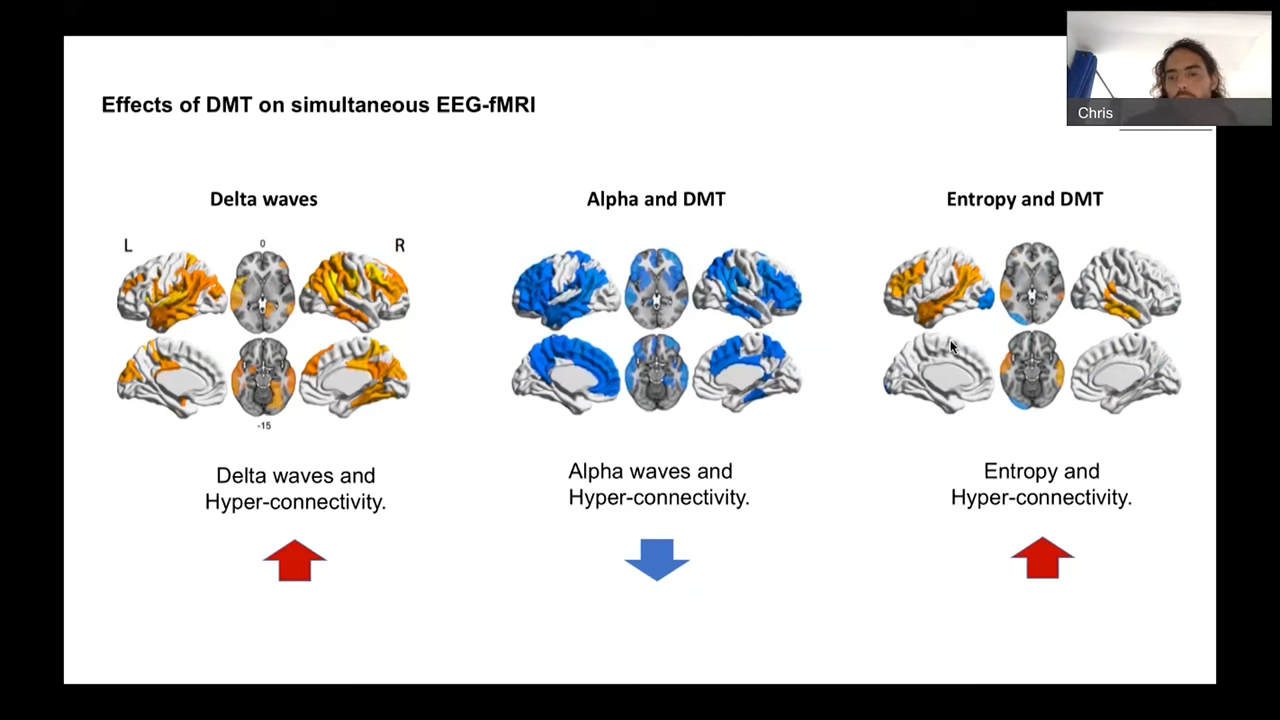 Effects of DMT on simultaneous EEG-fMRI
Chris
Delta waves
Alpha and DMT
Entropy and DMT
L
0
R
-15
Delta waves and
Hyper-connectivity.
Alpha waves and
Hyper-connectivity.
Entropy and
Hyper-connectivity.